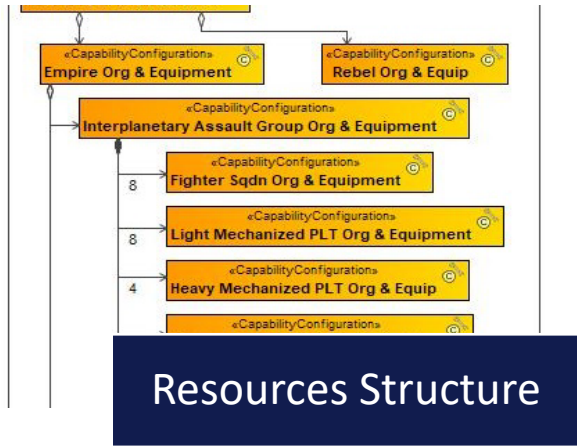 «CapabilityConfiguration»
Empire Org & Equipment
«CapabilityConfiguration»
Rebel Org & Equip
«CapabilityConfiguration»
Interplanetary Assault Group Org & Equipment
«CapabilityConfiguration»
Fighter Sqdn Org & Equipment
8
«CapabilityConfiguration»
Light Mechanized PLT Org & Equipment
8
«CapabilityConfiguration»
Heavy Mechanized PLT Org & Equip
4
«CapabilityConfiguration»
Resources Structure